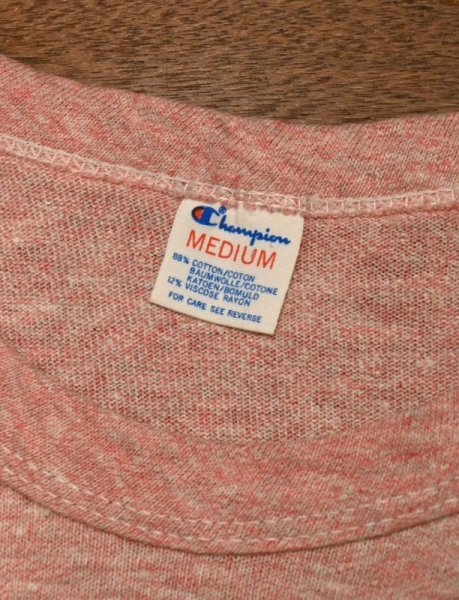 Champion
MEDIUM
88% COTTON/COTON
BAUMWOLLE/COTONE
KATOEN/BOMULD
12% VISCOSE RAYON
FOR CARE SEE REVERSE